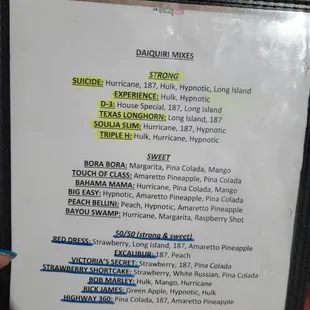 DAIQUIRI MIXES
STRONG
SUICIDE: Hurricane, 187, Hulk, Hypnotic, Long Island
EXPERIENCE: Hulk, Hypnotic
D-3: House Special, 187, Long Island
TEXAS LONGHORN: Long Island, 187
SOULJA SLIM: Hurricane, 187, Hypnotic
TRIPLE H: Hulk, Hurricane, Hypnotic
SWEET
BORA BORA: Margarita, Pina Colada, Mango
TOUCH OF CLASS: Amaretto Pineapple, Pina Colada
BAHAMA MAMA: Hurricane, Pina Colada, Mango
BIG EASY: Hypnotic, Amaretto Pineapple, Pina Colada
PEACH BELLINI: Peach, Hypnotic, Amaretto Pineapple
BAYOU SWAMP: Hurricane, Margarita, Raspberry Shot
50/50 (strong & sweet)
RED DRESS: Strawberry, Long Island, 187, Amaretto Pineapple
EXCALIBUR: 187, Peach
VICTORIA'S SECRET: Strawberry, 187, Pina Colada
STRAWBERRY SHORTCAKE: Strawberry, White Russian, Pina Colada
BOB MARLEY: Hulk, Mango, Hurricane
RICK JAMES: Green Apple, Hypnotic, Hulk
HIGHWAY 360: Pina Colada, 187, Amaretto Pineapple